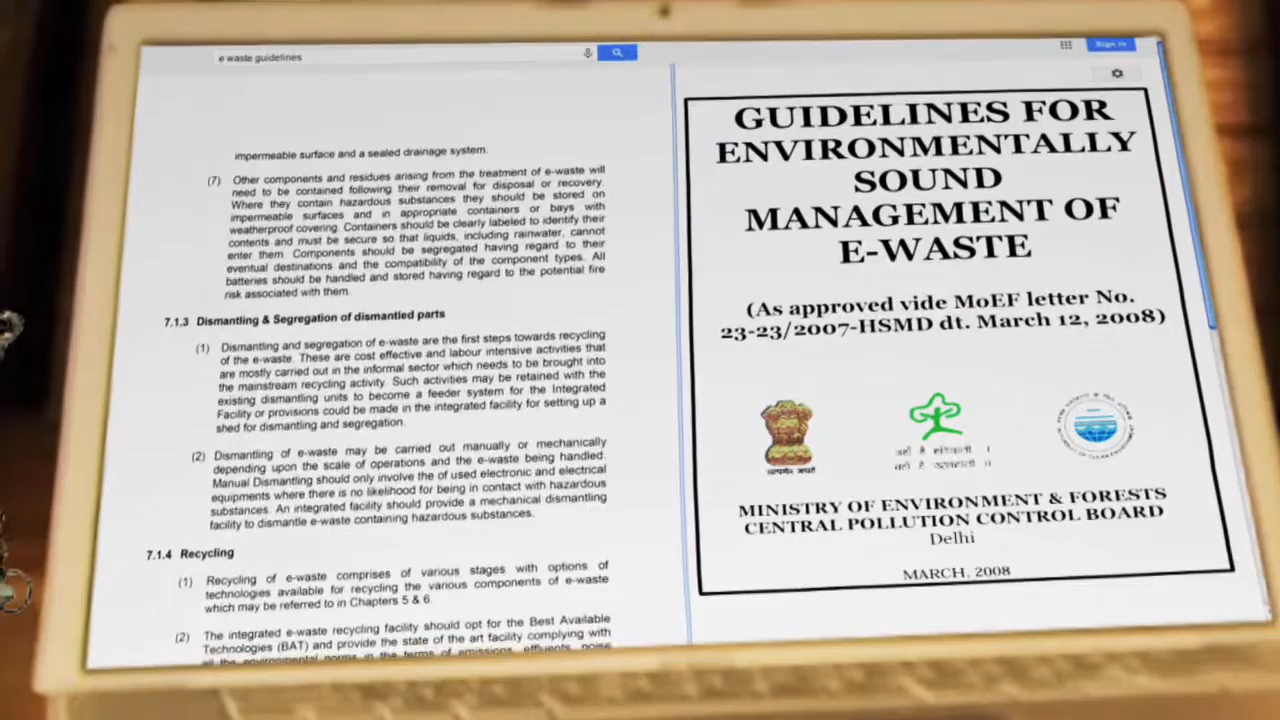 e waste guidelines
Sign in
impermeable surface and a sealed drainage system.
(7) Other components and residues arising from the treatment of e-waste will
need to be contained following their removal for disposal or recovery.
Where they contain hazardous substances they should be stored on
impermeable surfaces and in appropriate containers or bays with
weatherproof covering. Containers should be clearly labeled to identify their
contents and must be secure so that liquids, including rainwater, cannot
enter them. Components should be segregated having regard to their
eventual destinations and the compatibility of the component types. All
batteries should be handled and stored having regard to the potential fire
risk associated with them.
7.1.3 Dismantling & Segregation of dismantled parts
(1) Dismantling and segregation of e-waste are the first steps towards recycling
of the e-waste. These are cost effective and labour intensive activities that
are mostly carried out in the informal sector which needs to be brought into
the mainstream recycling activity. Such activities may be retained with the
existing dismantling units to become a feeder system for the Integrated
Facility or provisions could be made in the integrated facility for setting up a
shed for dismantling and segregation.
(2) Dismantling of e-waste may be carried out manually or mechanically
depending upon the scale of operations and the e-waste being handled.
Manual Dismantling should only involve the of used electronic and electrical
equipments where there is no likelihood for being in contact with hazardous
substances. An integrated facility should provide a mechanical dismantling
facility to dismantle e-waste containing hazardous substances.
7.1.4 Recycling
(1) Recycling of e-waste comprises of various stages with options of
technologies available for recycling the various components of e-waste
which may be referred to in Chapters 5 & 6
(2) The integrated e-waste recycling facility should opt for the Best Available
Technologies (BAT) and provide the state of the art facility complying with
all the environmental norms in the terms of emissions, effluents, noise
GUIDELINES FOR
ENVIRONMENTALLY
SOUND
MANAGEMENT OF
E-WASTE
(As approved vide MoEF letter No.
23-23/2007-HSMD dt. March 12, 2008)
सत्यमेव जयते
MINISTRY OF ENVIRONMENT & FORESTS
CENTRAL POLLUTION CONTROL BOARD
Delhi
MARCH, 2008